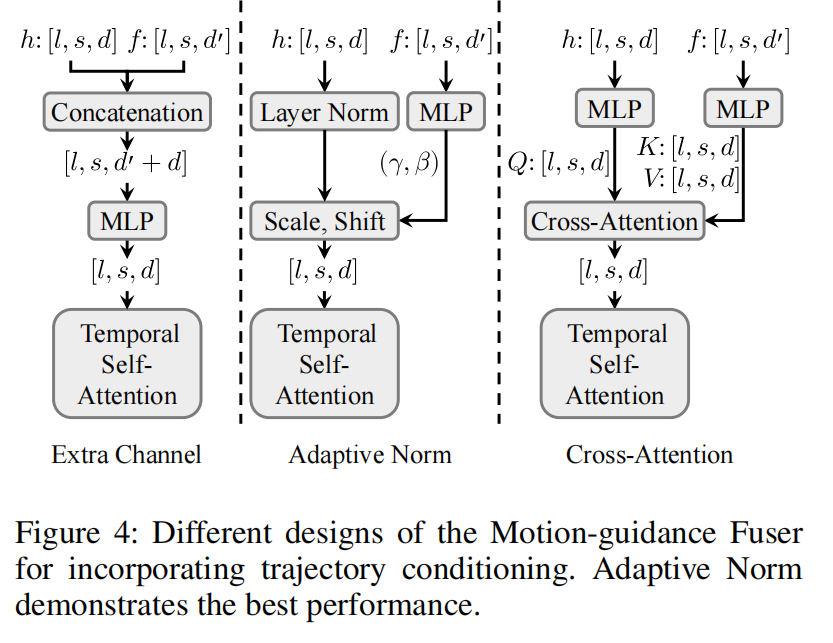 h: [l, s, d] f: [l, s, d′]
Concatenation
[l, s, d′ + d]
MLP
[l, s, d]
Temporal
Self-
Attention
Extra Channel
h: [l, s, d] f: [l, s, d′]
Layer Norm MLP
(γ, β)
Scale, Shift
[l, s, d]
Temporal
Self-
Attention
Adaptive Norm
h: [l, s, d] f: [l, s, d′]
MLP MLP
Q: [l, s, d] K: [l, s, d]
V: [l, s, d]
Cross-Attention
[l, s, d]
Temporal
Self-
Attention
Cross-Attention
Figure 4: Different designs of the Motion-guidance Fuser
for incorporating trajectory conditioning. Adaptive Norm
demonstrates the best performance.